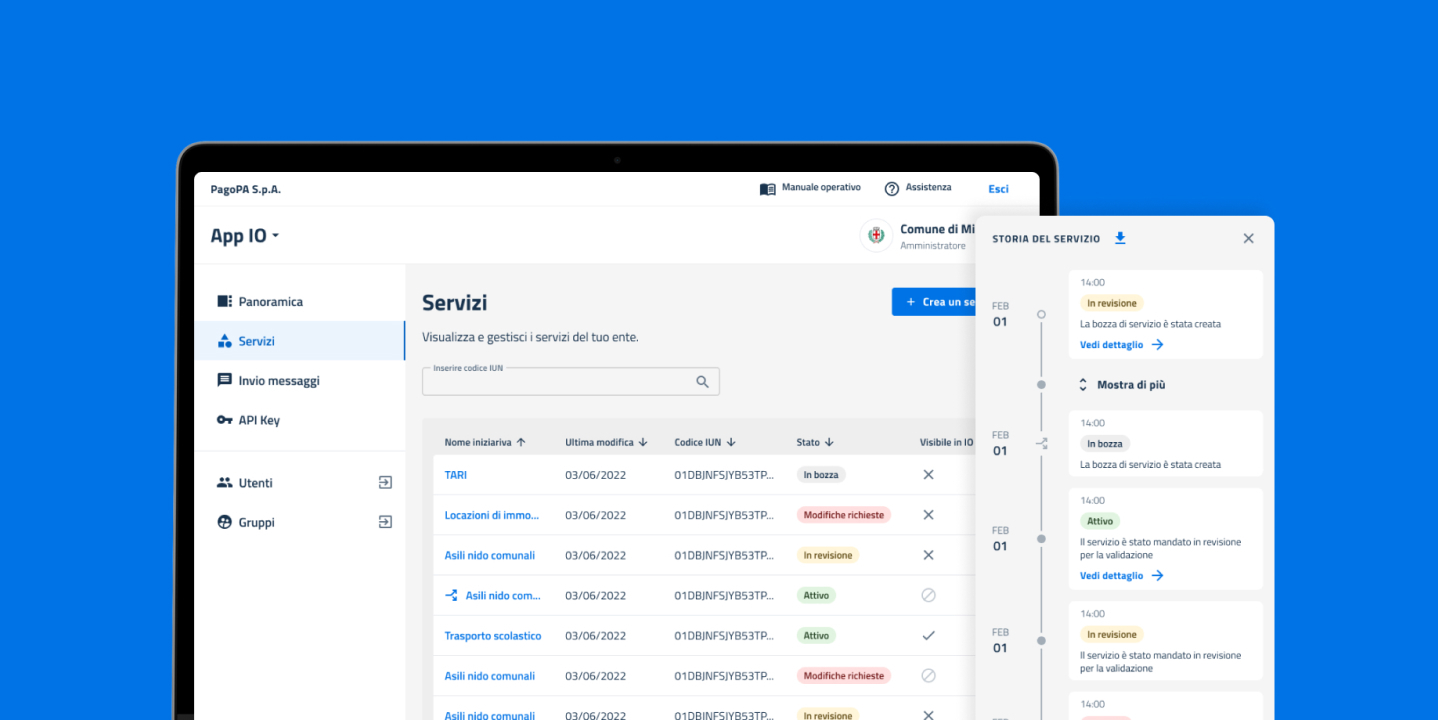 PagoPA S.p.A.
Manuale operativo
Assistenza
Esci
App IO
Comune di Mi
Amministratore
Panoramica
Servizi
Invio messaggi
API Key
Utenti
Gruppi
Servizi
Crea un se
Visualizza e gestisci i servizi del tuo ente.
Inserire codice IUN
Nome iniziariva Ultima modifica Codice IUN Stato Visibile in IO
TARI 03/06/2022 01DBJNFSJYB53TP... In bozza
Locazioni di immo... 03/06/2022 01DBJNFSJYB53TP... Modifiche richieste
Asili nido comunali 03/06/2022 01DBJNFSJYB53TP... In revisione
Asili nido com... 03/06/2022 01DBJNFSJYB53TP... Attivo
Trasporto scolastico 03/06/2022 01DBJNFSJYB53TP... Attivo
Asili nido comunali 03/06/2022 01DBJNFSJYB53TP... Modifiche richieste
Asili nido comunali 03/06/2022 01DBJNFSJYB53TP... In revisione
STORIA DEL SERVIZIO
FEB
01
14:00
In revisione
La bozza di servizio è stata creata
Vedi dettaglio
Mostra di più
FEB
01
14:00
In bozza
La bozza di servizio è stata creata
FEB
01
14:00
Attivo
Il servizio è stato mandato in revisione
per la validazione
Vedi dettaglio
FEB
01
14:00
In revisione
Il servizio è stato mandato in revisione
per la validazione
14:00